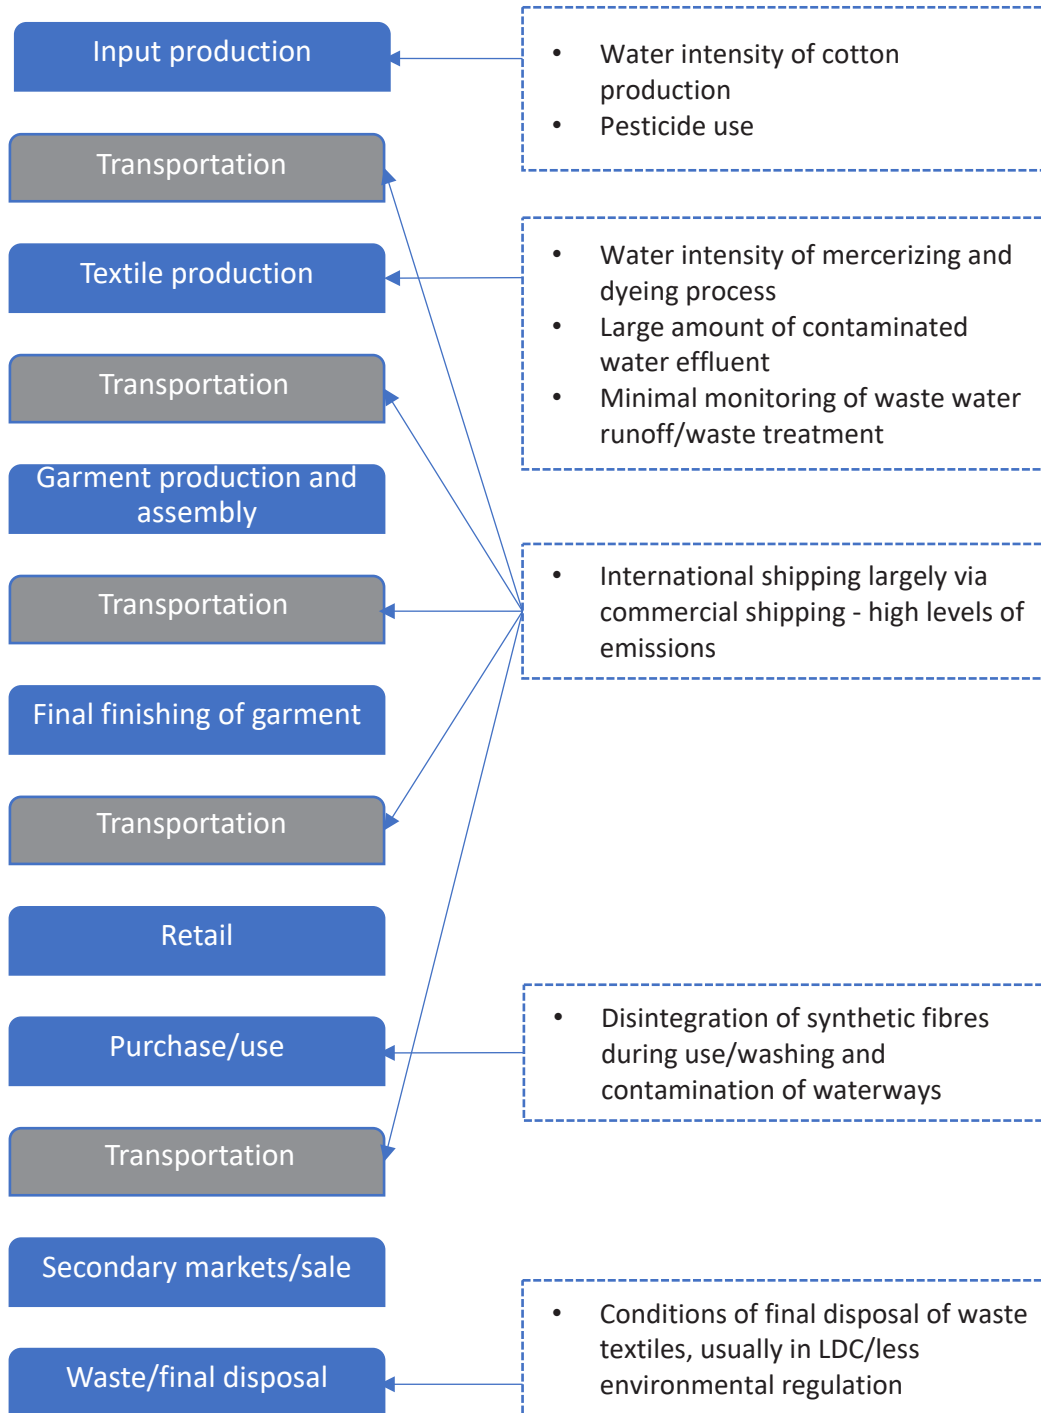 Input production
• Water intensity of cotton
production
• Pesticide use
Transportation
Textile production
• Water intensity of mercerizing and
dyeing process
• Large amount of contaminated
water effluent
• Minimal monitoring of waste water
runoff/waste treatment
Transportation
Garment production and
assembly
Transportation
• International shipping largely via
commercial shipping - high levels of
emissions
Final finishing of garment
Transportation
Retail
Purchase/use
• Disintegration of synthetic fibres
during use/washing and
contamination of waterways
Transportation
Secondary markets/sale
Waste/final disposal
• Conditions of final disposal of waste
textiles, usually in LDC/less
environmental regulation